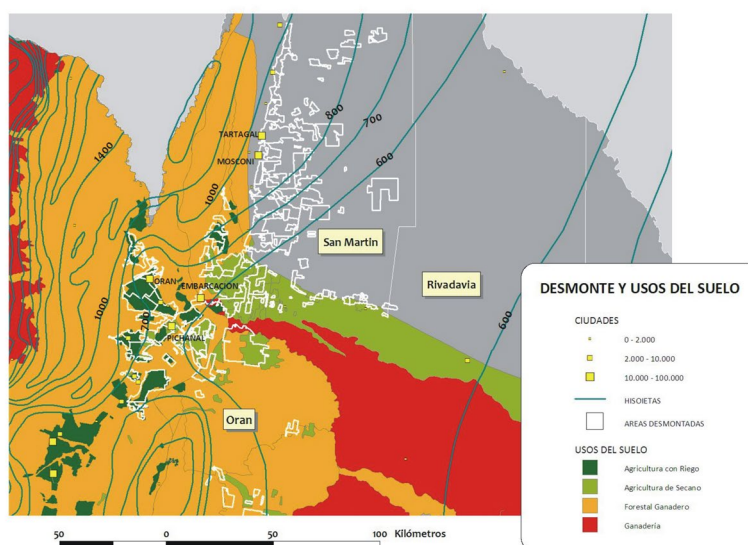 800
700
600
1400
TARTAGAL
MOSCONI
1000
San Martin
Rivadavia
ORAN
EMBARCACIÓN
1000
700
600
PICHANAL
Oran
DESMONTE Y USOS DEL SUELO
CIUDADES
0 - 2.000
2.000 - 10.000
10.000 - 100.000
HISOIETAS
AREAS DESMONTADAS
USOS DEL SUELO
Agricultura con Riego
Agricultura de Secano
Forestal Ganadero
Ganadería
50 0 50 100 Kilómetros